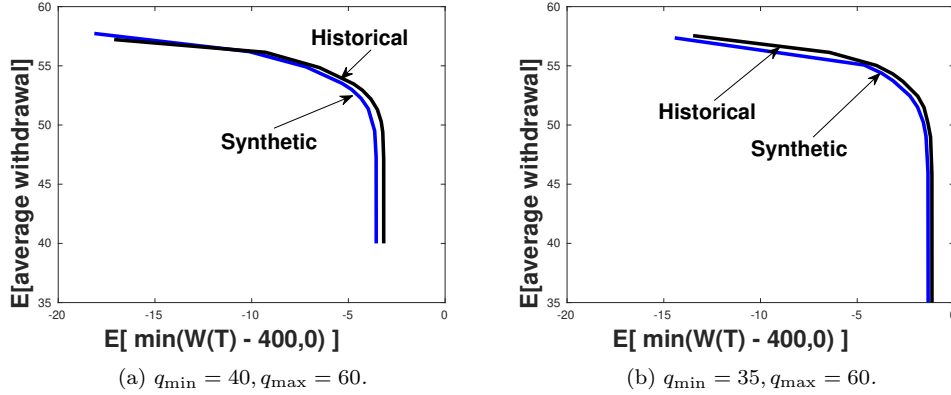 60
55
50
45
40
35
-20
-15
-10
-5
0
E[average withdrawal]
E[ min(W(T) - 400,0) ]
Historical
Synthetic
(a) q_min = 40, q_max = 60.
60
55
50
45
40
35
-20
-15
-10
-5
0
E[average withdrawal]
E[ min(W(T) - 400,0) ]
Historical
Synthetic
(b) q_min = 35, q_max = 60.